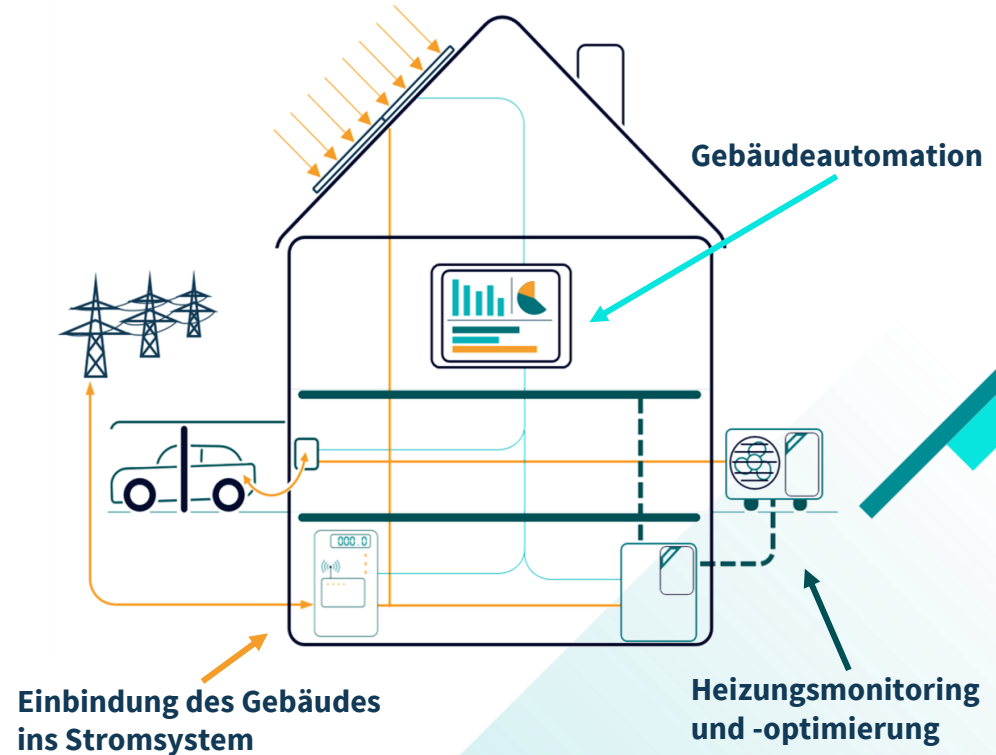 Gebäudeautomation
000.0
Einbindung des Gebäudes
ins Stromsystem
Heizungsmonitoring
und -optimierung